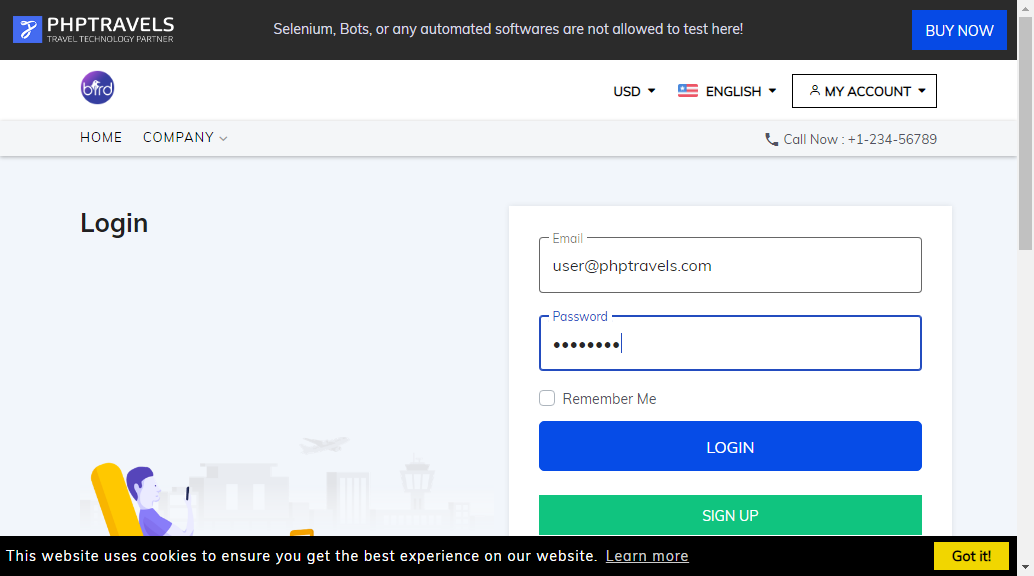 PHPTRAVELS
TRAVEL TECHNOLOGY PARTNER
Selenium, Bots, or any automated softwares are not allowed to test here!
BUY NOW
bird
USD
ENGLISH
MY ACCOUNT
HOME
COMPANY
Call Now : +1-234-56789
Login
Email
user@phptravels.com
Password
••••••••
Remember Me
LOGIN
SIGN UP
This website uses cookies to ensure you get the best experience on our website. Learn more
Got it!